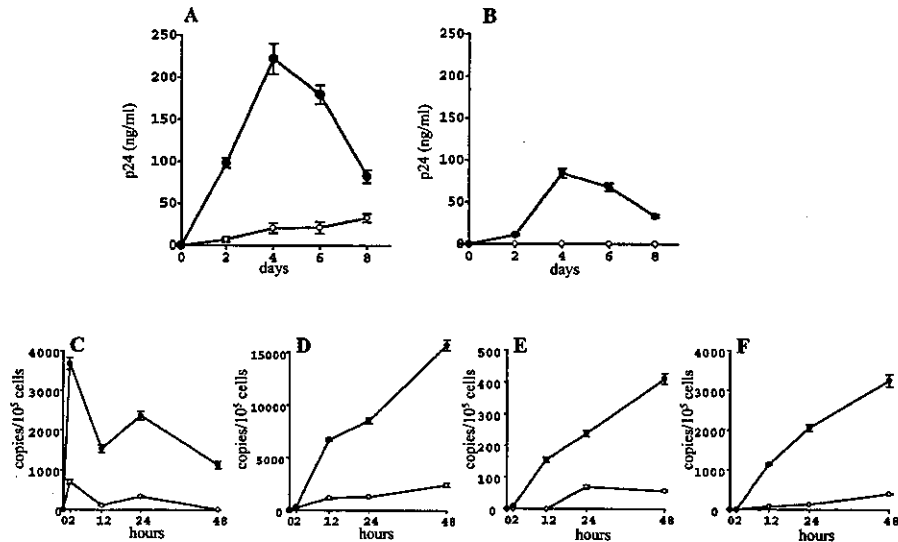 A
B
250
200
150
100
50
0
p24 (ng/ml)
0 2 4 6 8
days
250
200
150
100
50
0
p24 (ng/ml)
0 2 4 6 8
days
C
D
E
F
4000
3000
2000
1000
0
copies/10⁵ cells
02 12 24 48
hours
15000
10000
5000
0
copies/10⁵ cells
02 12 24 48
hours
500
400
300
200
100
0
copies/10⁵ cells
02 12 24 48
hours
4000
3000
2000
1000
0
copies/10⁵ cells
02 12 24 48
hours